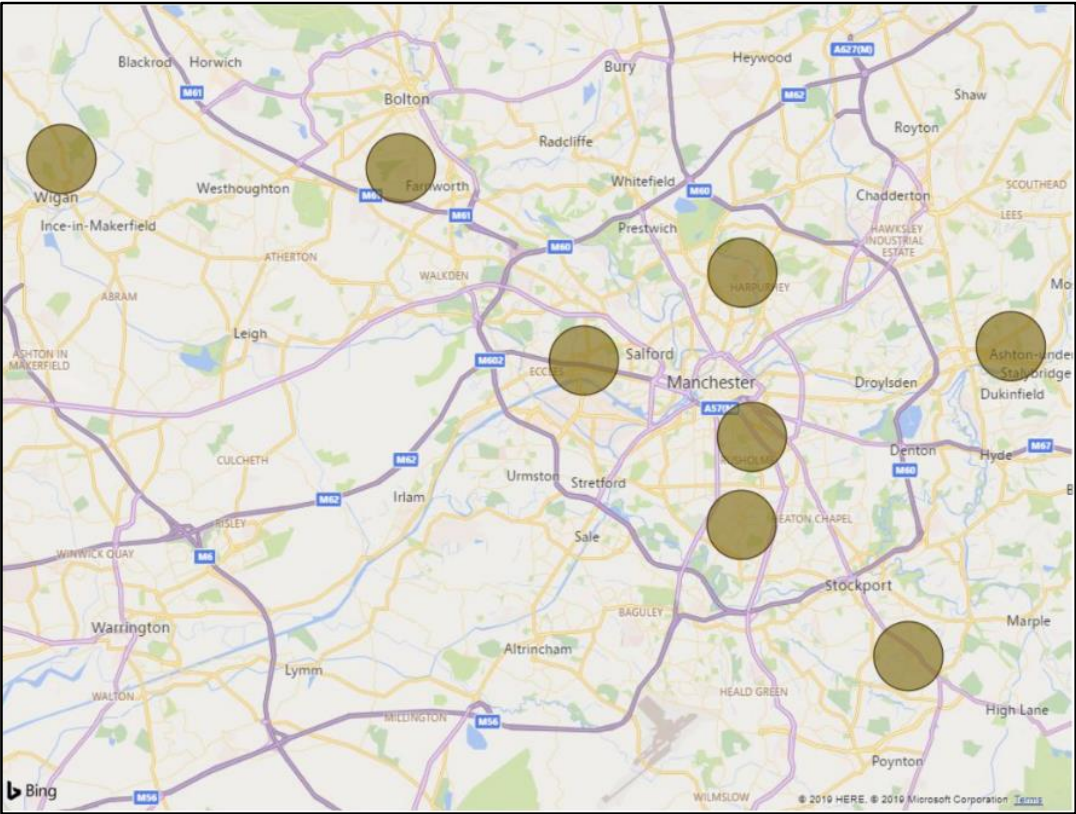 A627(M)
Blackrod
Horwich
Bury
Heywood
M61
Bolton
M62
Shaw
Royton
Radcliffe
Whitefield
M60
Westhoughton
Farnworth
M61
Wigan
Chadderton
SCOUTHEAD
LEES
Ince-in-Makerfield
Prestwich
HAWKSLEY
INDUSTRIAL
ESTATE
M60
ATHERTON
WALKDEN
HARPURHEY
ABRAM
Leigh
ASHTON IN
MAKERFIELD
M602
ECCLES
Salford
Manchester
Droylsden
Ashton-under
Stalybridge
Dukinfield
A57(M)
CULCHETH
M62
RUSHOLME
Denton
M60
Hyde
M67
Urmston
Stretford
M62
Irlam
RISLEY
HEATON CHAPEL
WINWICK QUAY
M6
Sale
Stockport
BAGULEY
Marple
Warrington
Altrincham
Lymm
WALTON
HEALD GREEN
MILLINGTON
M56
High Lane
Poynton
Bing
M56
WILMSLOW
© 2019 HERE, © 2019 Microsoft Corporation Terms